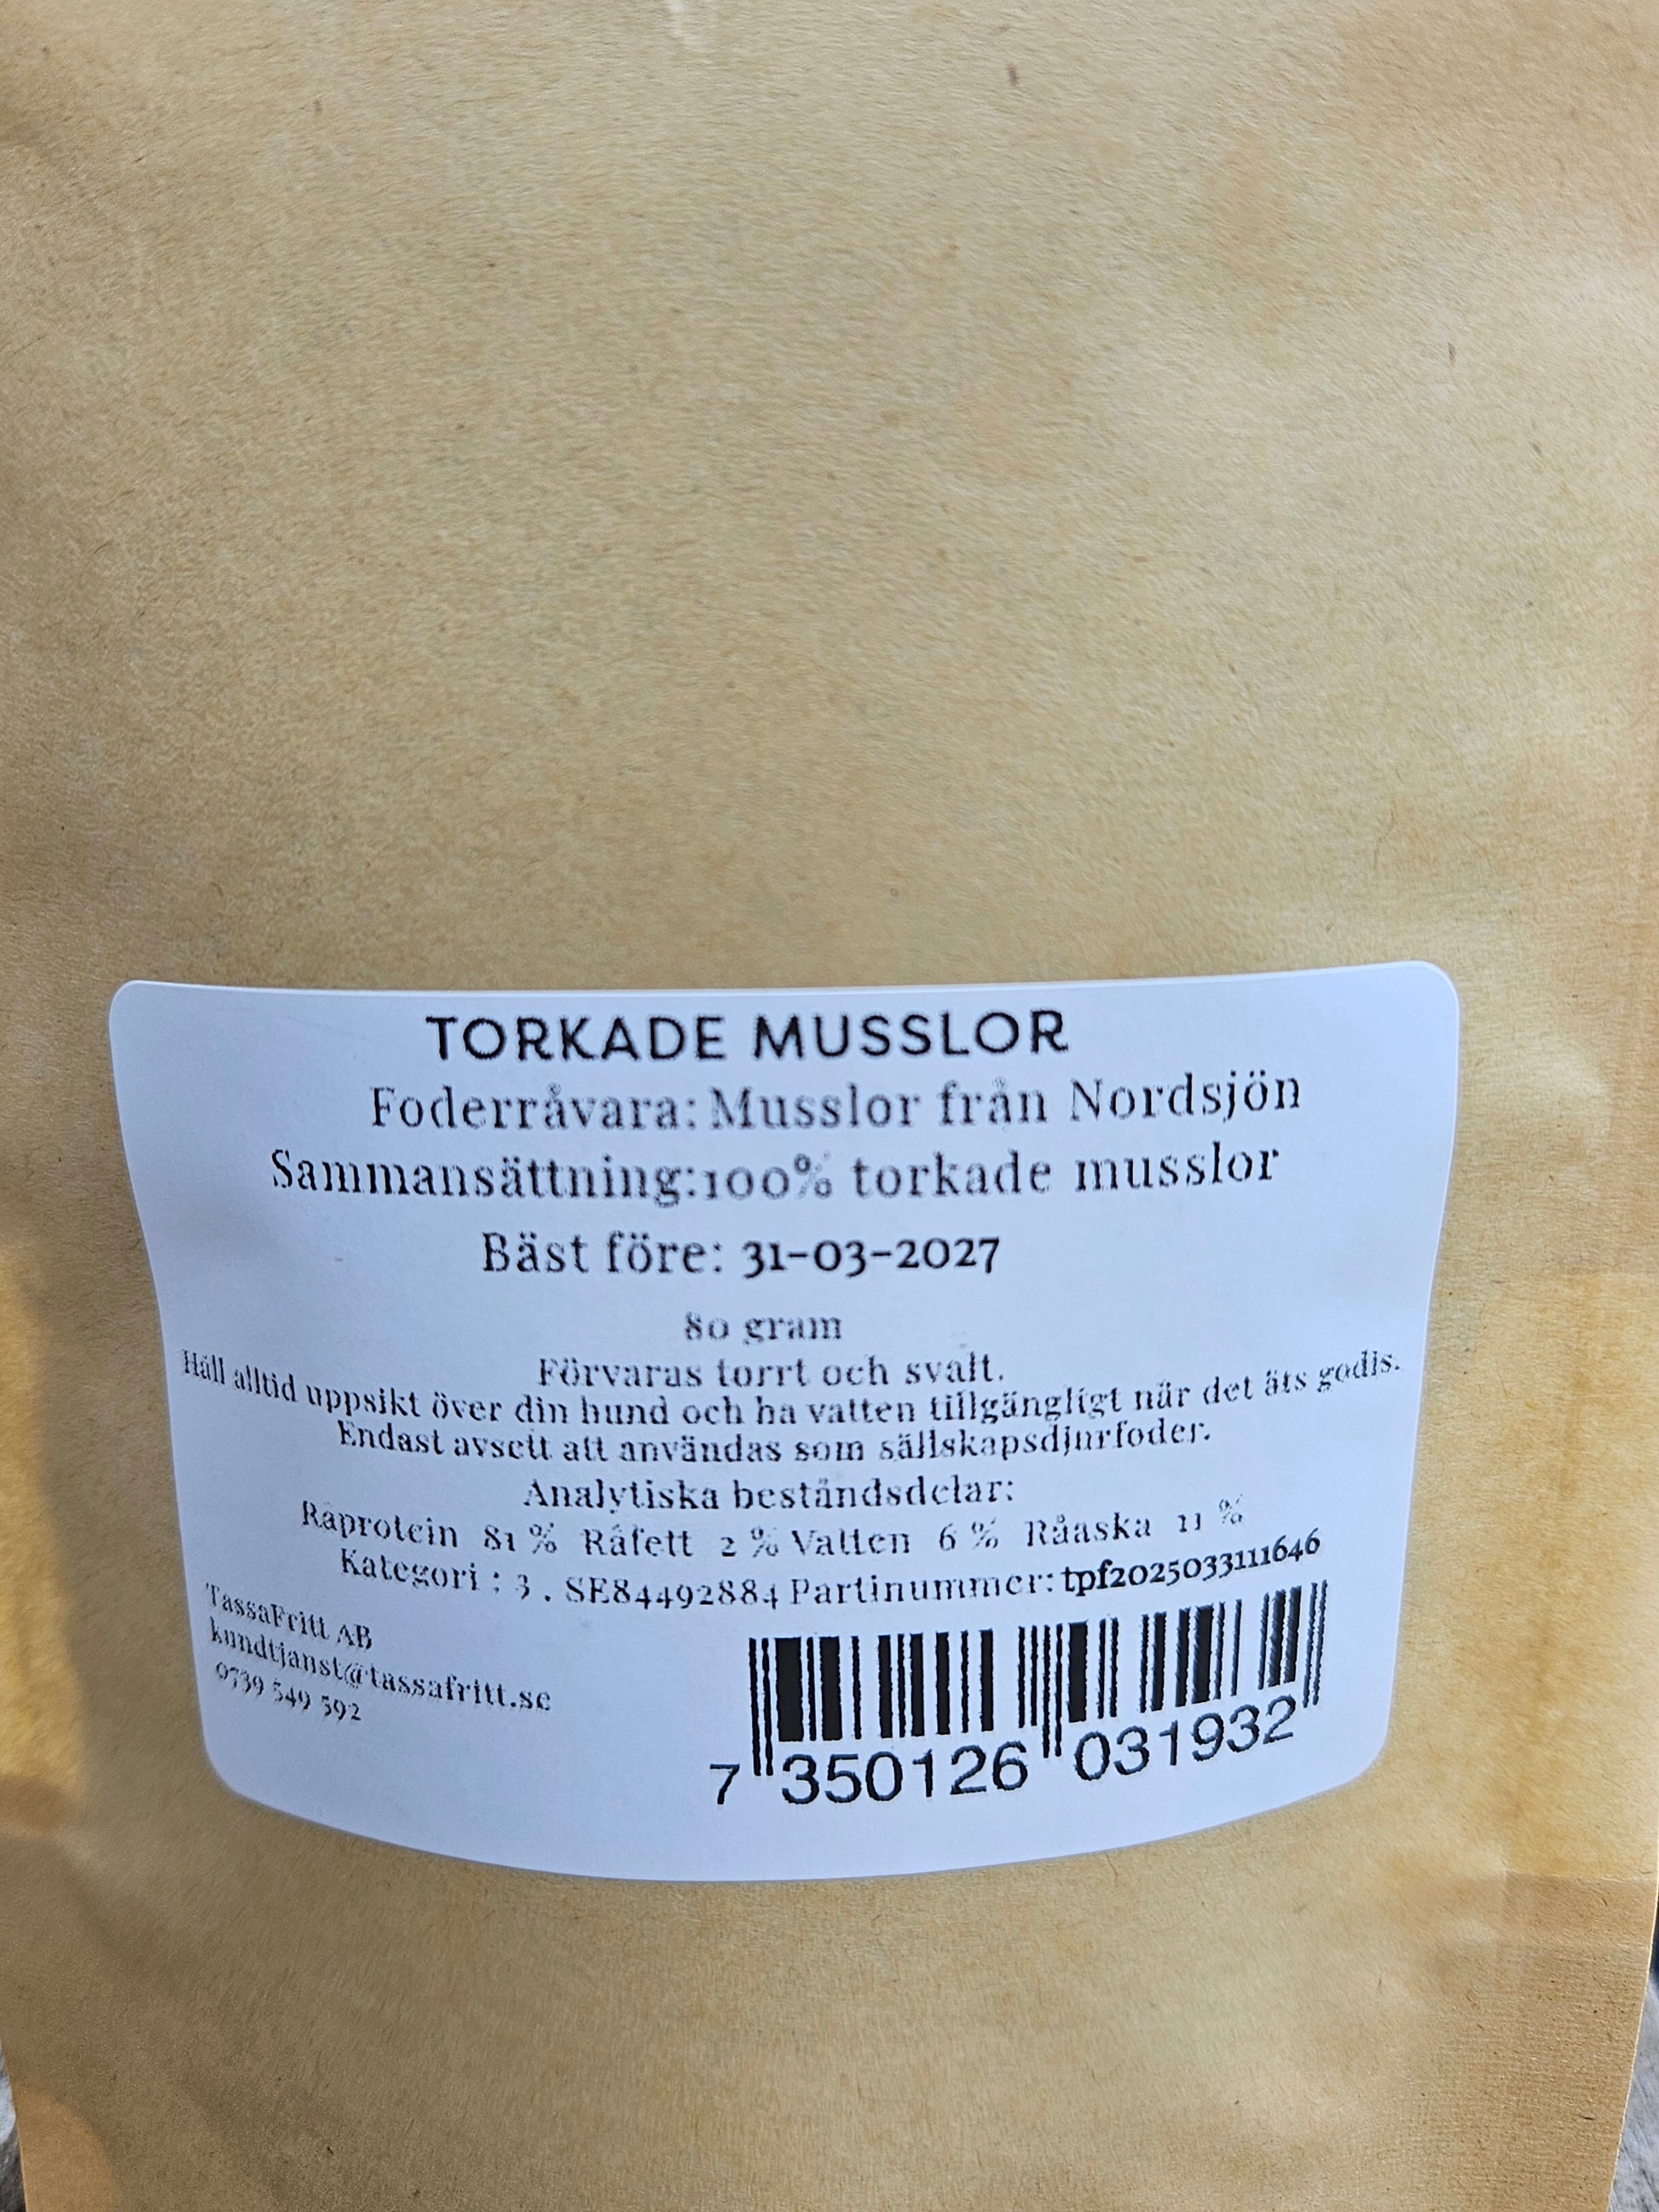 TORKADE MUSSLOR
Foderråvara: Musslor från Nordsjön
Sammansättning:100% torkade musslor
Bäst före: 31-03-2027
80 gram
Förvaras torrt och svalt.
Håll alltid uppsikt över din hund och ha vatten tillgängligt när det äts godis.
Endast avsett att användas som sällskapsdjurfoder.
Analytiska beståndsdelar:
Råprotein 81 % Råfett 2 % Vatten 6 % Råaska 11 %
Kategori : 3 . SE84492884 Partinummer: tpf2025033111646
TassaFritt AB
kundtjanst@tassafritt.se
0739 549 592
7 350126 031932